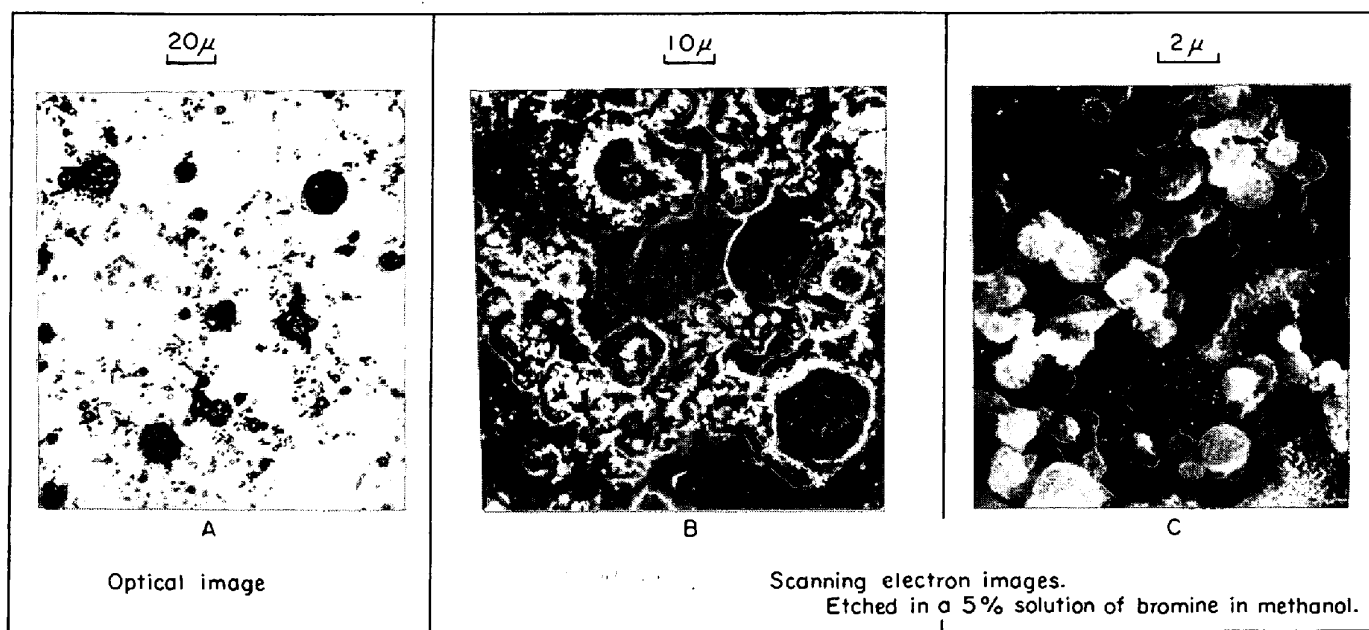 20μ
10μ
2μ
A
B
C
Optical image
Scanning electron images.
Etched in a 5% solution of bromine in methanol.